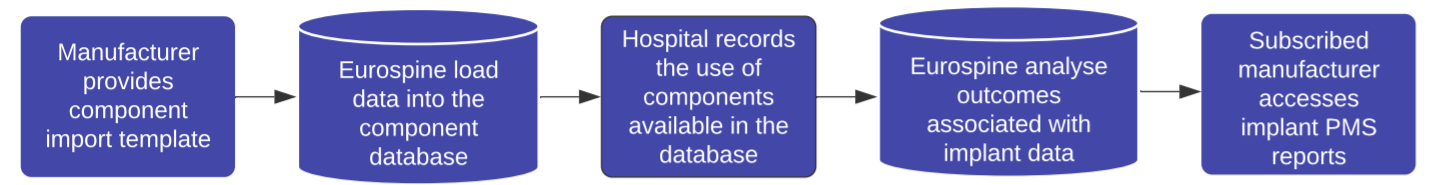 Manufacturer
provides
component
import template
Eurospine load
data into the
component
database
Hospital records
the use of
components
available in the
database
Eurospine analyse
outcomes
associated with
implant data
Subscribed
manufacturer
accesses
implant PMS
reports